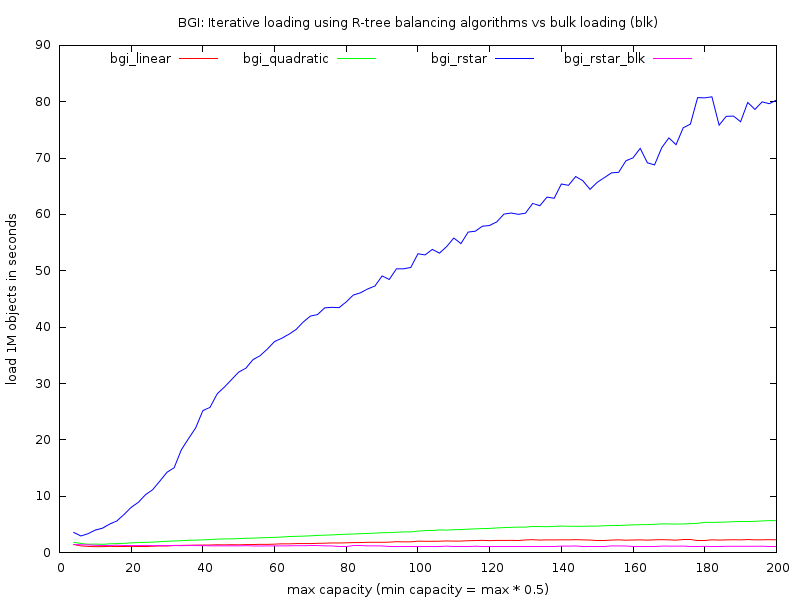 BGI: Iterative loading using R-tree balancing algorithms vs bulk loading (blk)
bgi_linear bgi_quadratic bgi_rstar bgi_rstar_blk
90
80
70
60
50
40
30
20
10
0
load 1M objects in seconds
0 20 40 60 80 100 120 140 160 180 200
max capacity (min capacity = max * 0.5)